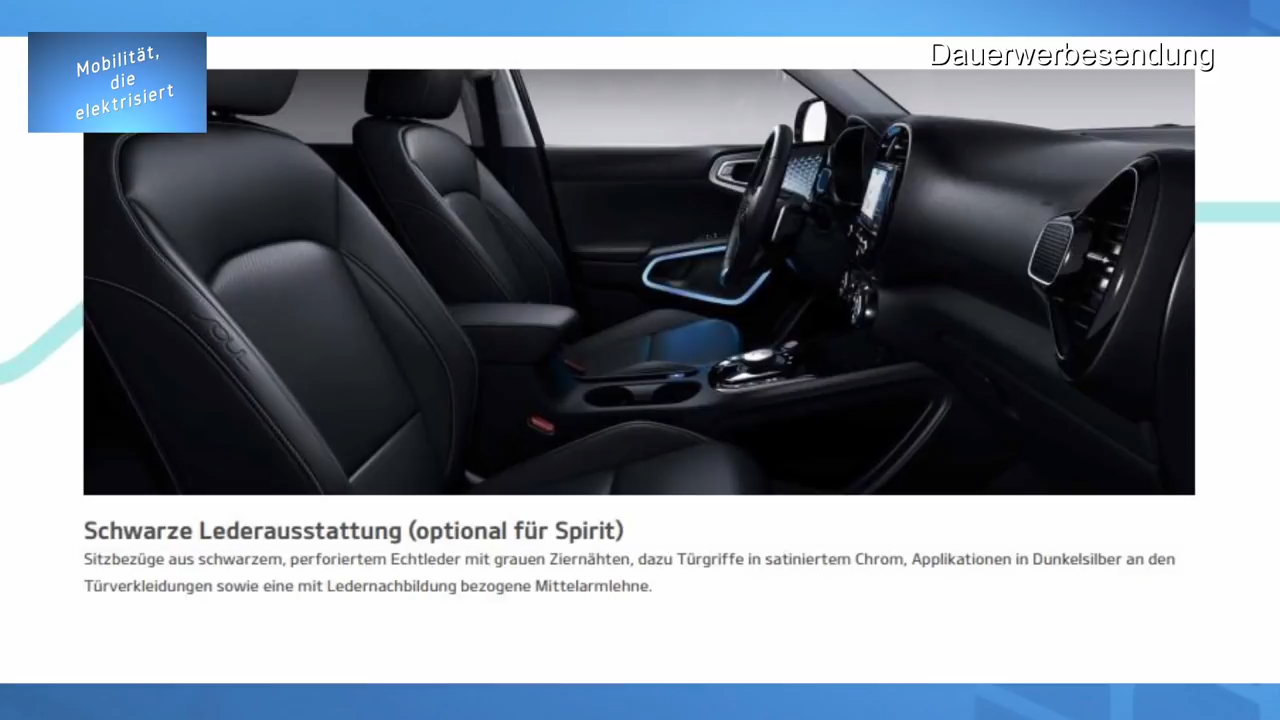 Dauerwerbesendung
Mobilität,
die
elektrisiert
SOUL
Schwarze Lederausstattung (optional für Spirit)
Sitzbezüge aus schwarzem, perforiertem Echtleder mit grauen Ziernähten, dazu Türgriffe in satiniertem Chrom, Applikationen in Dunkelsilber an den
Türverkleidungen sowie eine mit Ledernachbildung bezogene Mittelarmlehne.